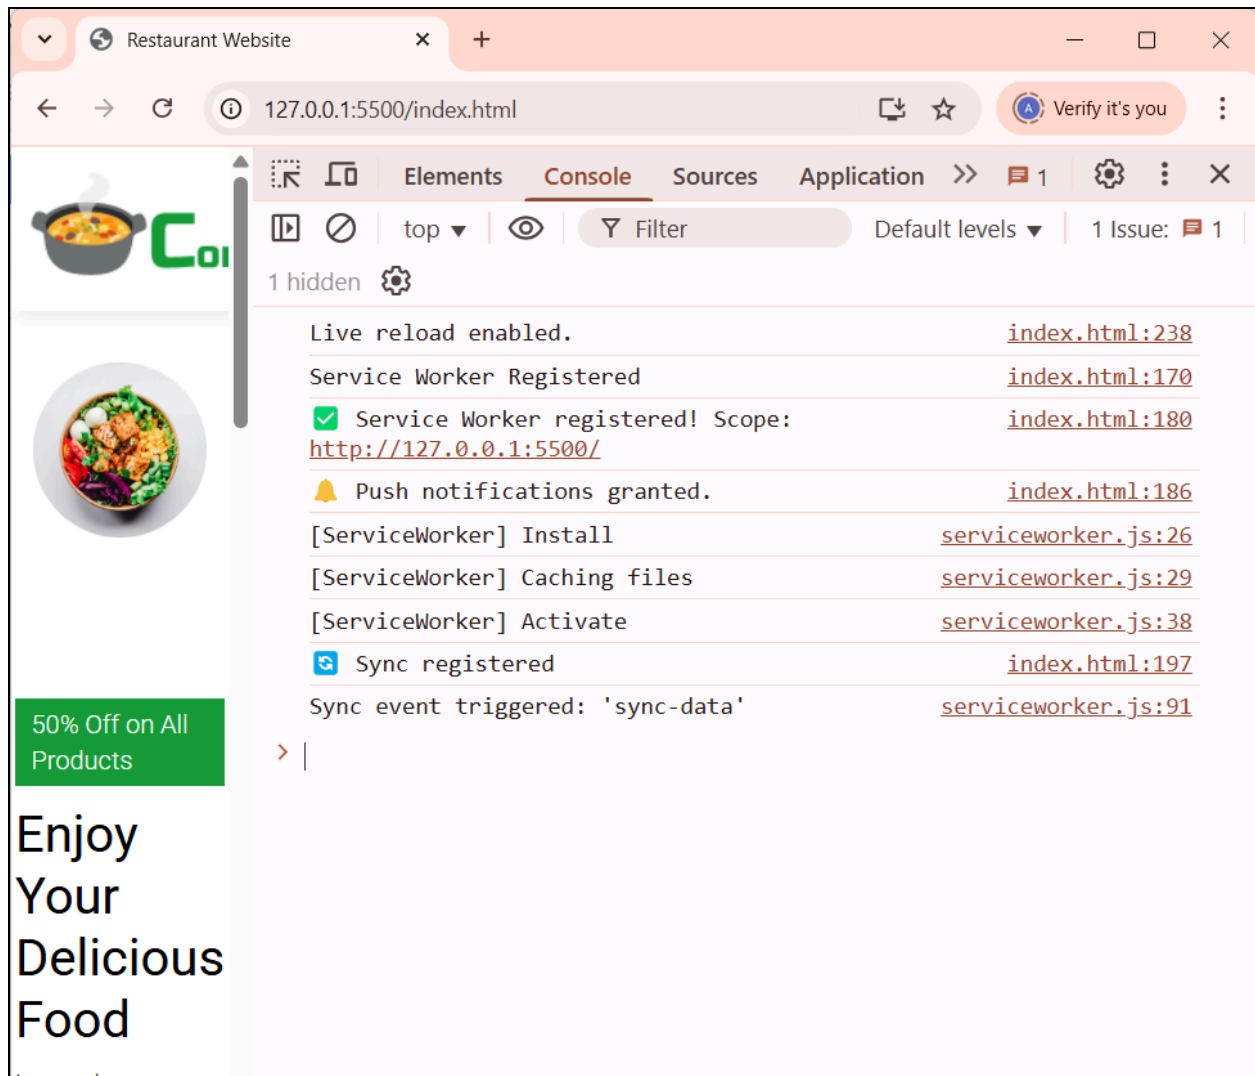 Restaurant Website
127.0.0.1:5500/index.html
A
Verify it's you
Elements Console Sources Application 1
top Filter Default levels 1 Issue: 1
1 hidden
Live reload enabled. index.html:238
Service Worker Registered index.html:170
✅ Service Worker registered! Scope: index.html:180
http://127.0.0.1:5500/
🔔 Push notifications granted. index.html:186
[ServiceWorker] Install serviceworker.js:26
[ServiceWorker] Caching files serviceworker.js:29
[ServiceWorker] Activate serviceworker.js:38
🔄 Sync registered index.html:197
Sync event triggered: 'sync-data' serviceworker.js:91
50% Off on All
Products
Enjoy
Your
Delicious
Food